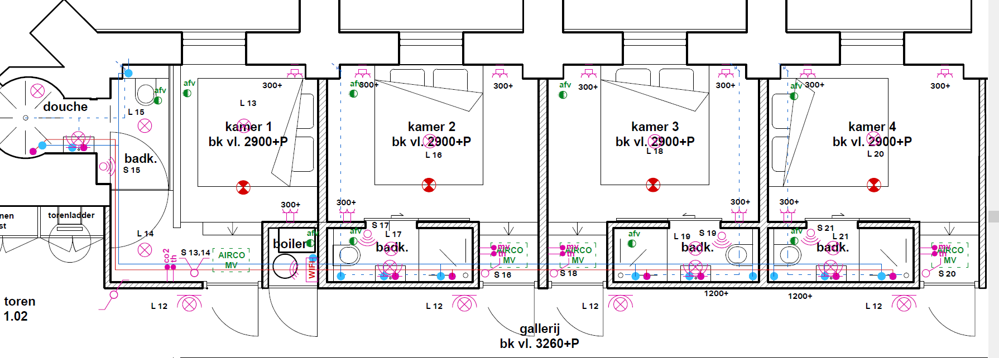 afv
300+
afv
300+
300+
afv
300+
300+
afv
300+
300+
afv
douche
L 13
L 15
kamer 1
bk vl. 2900+P
kamer 2
bk vl. 2900+P
L 16
kamer 3
bk vl. 2900+P
L 18
kamer 4
bk vl. 2900+P
L 20
badk.
S 15
300+
300+
300+
300+
nen
st
torenladder
L 14
co2
th
S 13,14
AIRCO
MV
boiler
afv
WIFI
afv
S 17
L 17
badk.
mv
th
AIRCO
MV
S 16
mv
th
AIRCO
MV
S 18
afv
L 19
S 19
badk.
afv
S 21
L 21
badk.
mv
th
AIRCO
MV
S 20
1200+
1200+
toren
1.02
L 12
L 12
L 12
L 12
gallerij
bk vl. 3260+P